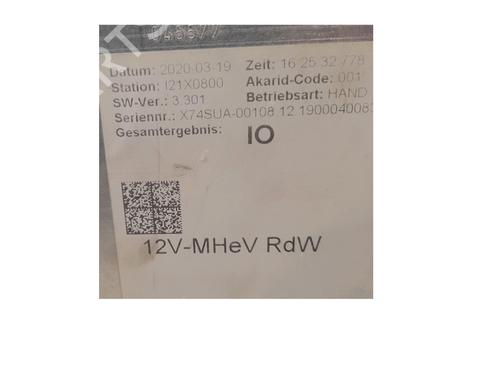 Datum: 2020-03-19 Zeit: 16 25 32 778
Station: I21X0800 Akarid-Code: 001
SW-Ver.: 3.301 Betriebsart: HAND
Seriennr.: X74SUA-00108.12.1900040083
Gesamtergebnis: IO
12V-MHeV RdW